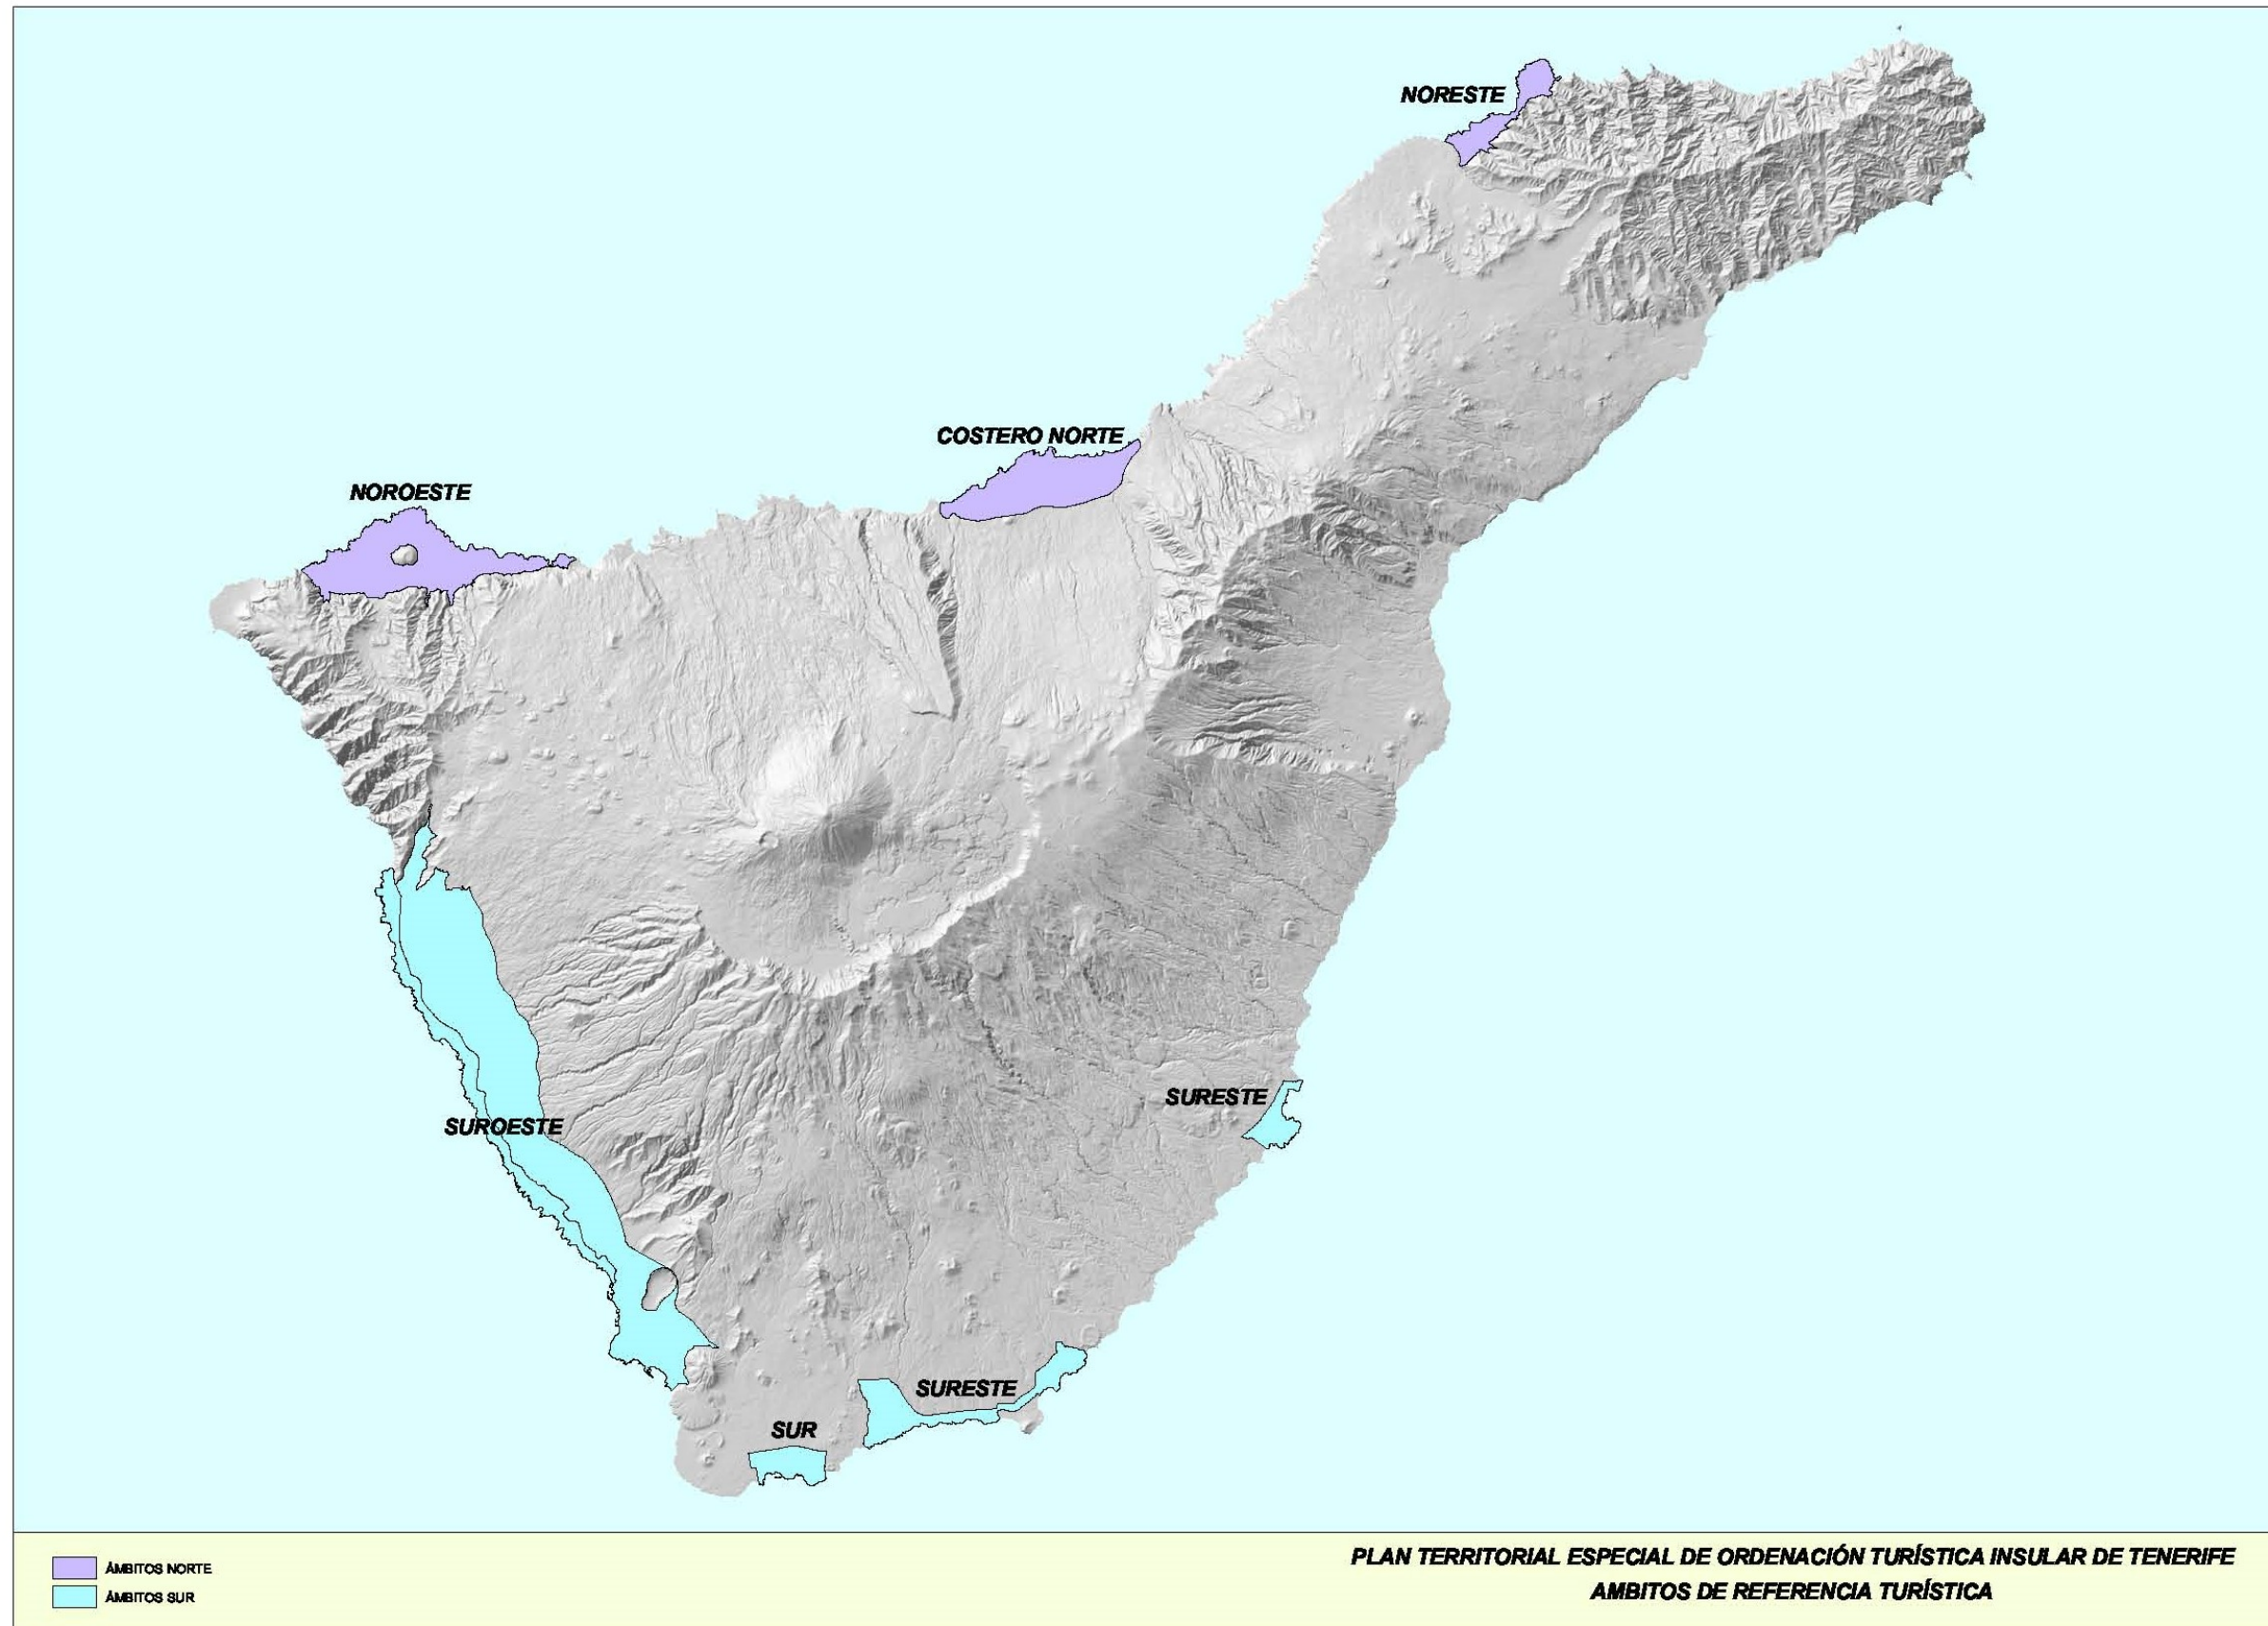 NORESTE
COSTERO NORTE
NOROESTE
SURESTE
SUROESTE
SURESTE
SUR
ÁMBITOS NORTE
ÁMBITOS SUR
PLAN TERRITORIAL ESPECIAL DE ORDENACIÓN TURÍSTICA INSULAR DE TENERIFE
AMBITOS DE REFERENCIA TURÍSTICA